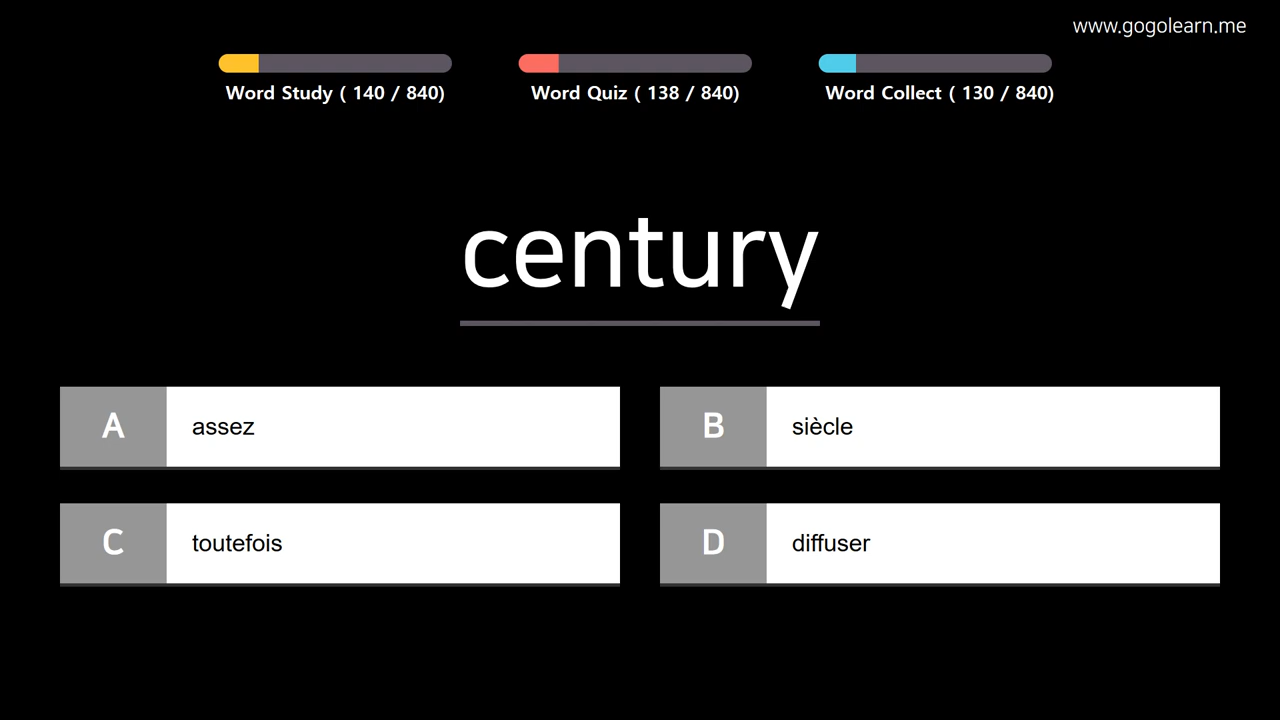 www.gogolearn.me
Word Study ( 140 / 840)
Word Quiz ( 138 / 840)
Word Collect ( 130 / 840)
century
A assez
B siècle
C toutefois
D diffuser